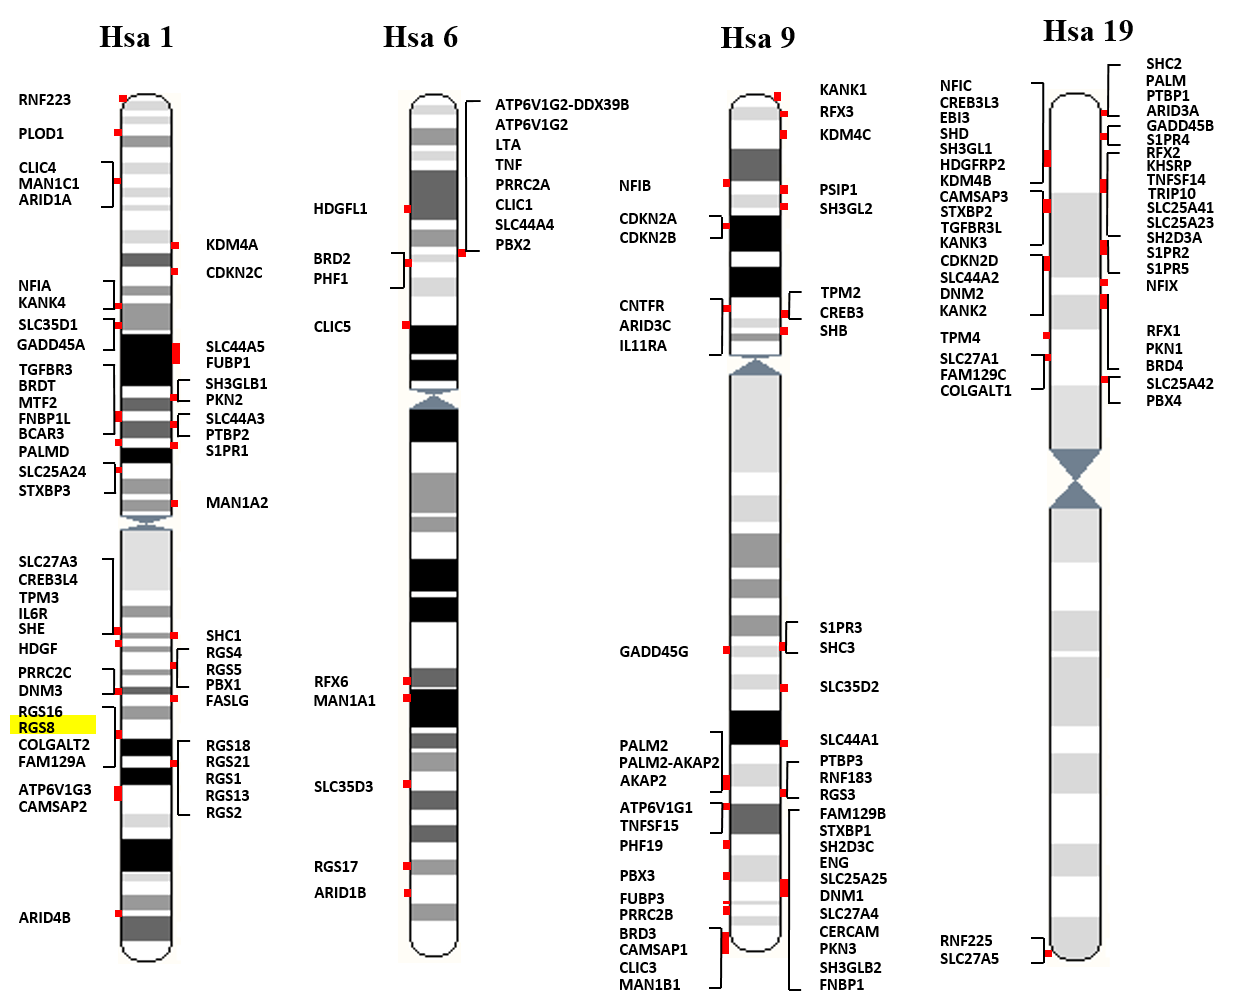 Hsa 1
RNF223
PLOD1
CLIC4
MAN1C1
ARID1A
NFIA
KANK4
SLC35D1
GADD45A
TGFBR3
BRDT
MTF2
FNBP1L
BCAR3
PALMD
SLC25A24
STXBP3
SLC27A3
CREB3L4
TPM3
IL6R
SHE
HDGF
PRRC2C
DNM3
RGS16
RGS8
COLGALT2
FAM129A
ATP6V1G3
CAMSAP2
ARID4B
KDM4A
CDKN2C
SLC44A5
FUBP1
SH3GLB1
PKN2
SLC44A3
PTBP2
S1PR1
MAN1A2
SHC1
RGS4
RGS5
PBX1
FASLG
RGS18
RGS21
RGS1
RGS13
RGS2
Hsa 6
HDGFL1
BRD2
PHF1
CLIC5
RFX6
MAN1A1
SLC35D3
RGS17
ARID1B
ATP6V1G2-DDX39B
ATP6V1G2
LTA
TNF
PRRC2A
CLIC1
SLC44A4
PBX2
Hsa 9
NFIB
CDKN2A
CDKN2B
CNTFR
ARID3C
IL11RA
GADD45G
PALM2
PALM2-AKAP2
AKAP2
ATP6V1G1
TNFSF15
PHF19
PBX3
FUBP3
PRRC2B
BRD3
CAMSAP1
CLIC3
MAN1B1
KANK1
RFX3
KDM4C
PSIP1
SH3GL2
TPM2
CREB3
SHB
S1PR3
SHC3
SLC35D2
SLC44A1
PTBP3
RNF183
RGS3
FAM129B
STXBP1
SH2D3C
ENG
SLC25A25
DNM1
SLC27A4
CERCAM
PKN3
SH3GLB2
FNBP1
Hsa 19
NFIC
CREB3L3
EBI3
SHD
SH3GL1
HDGFRP2
KDM4B
CAMSAP3
STXBP2
TGFBR3L
KANK3
CDKN2D
SLC44A2
DNM2
KANK2
TPM4
SLC27A1
FAM129C
COLGALT1
RNF225
SLC27A5
SHC2
PALM
PTBP1
ARID3A
GADD45B
S1PR4
RFX2
KHSRP
TNFSF14
TRIP10
SLC25A41
SLC25A23
SH2D3A
S1PR2
S1PR5
NFIX
RFX1
PKN1
BRD4
SLC25A42
PBX4